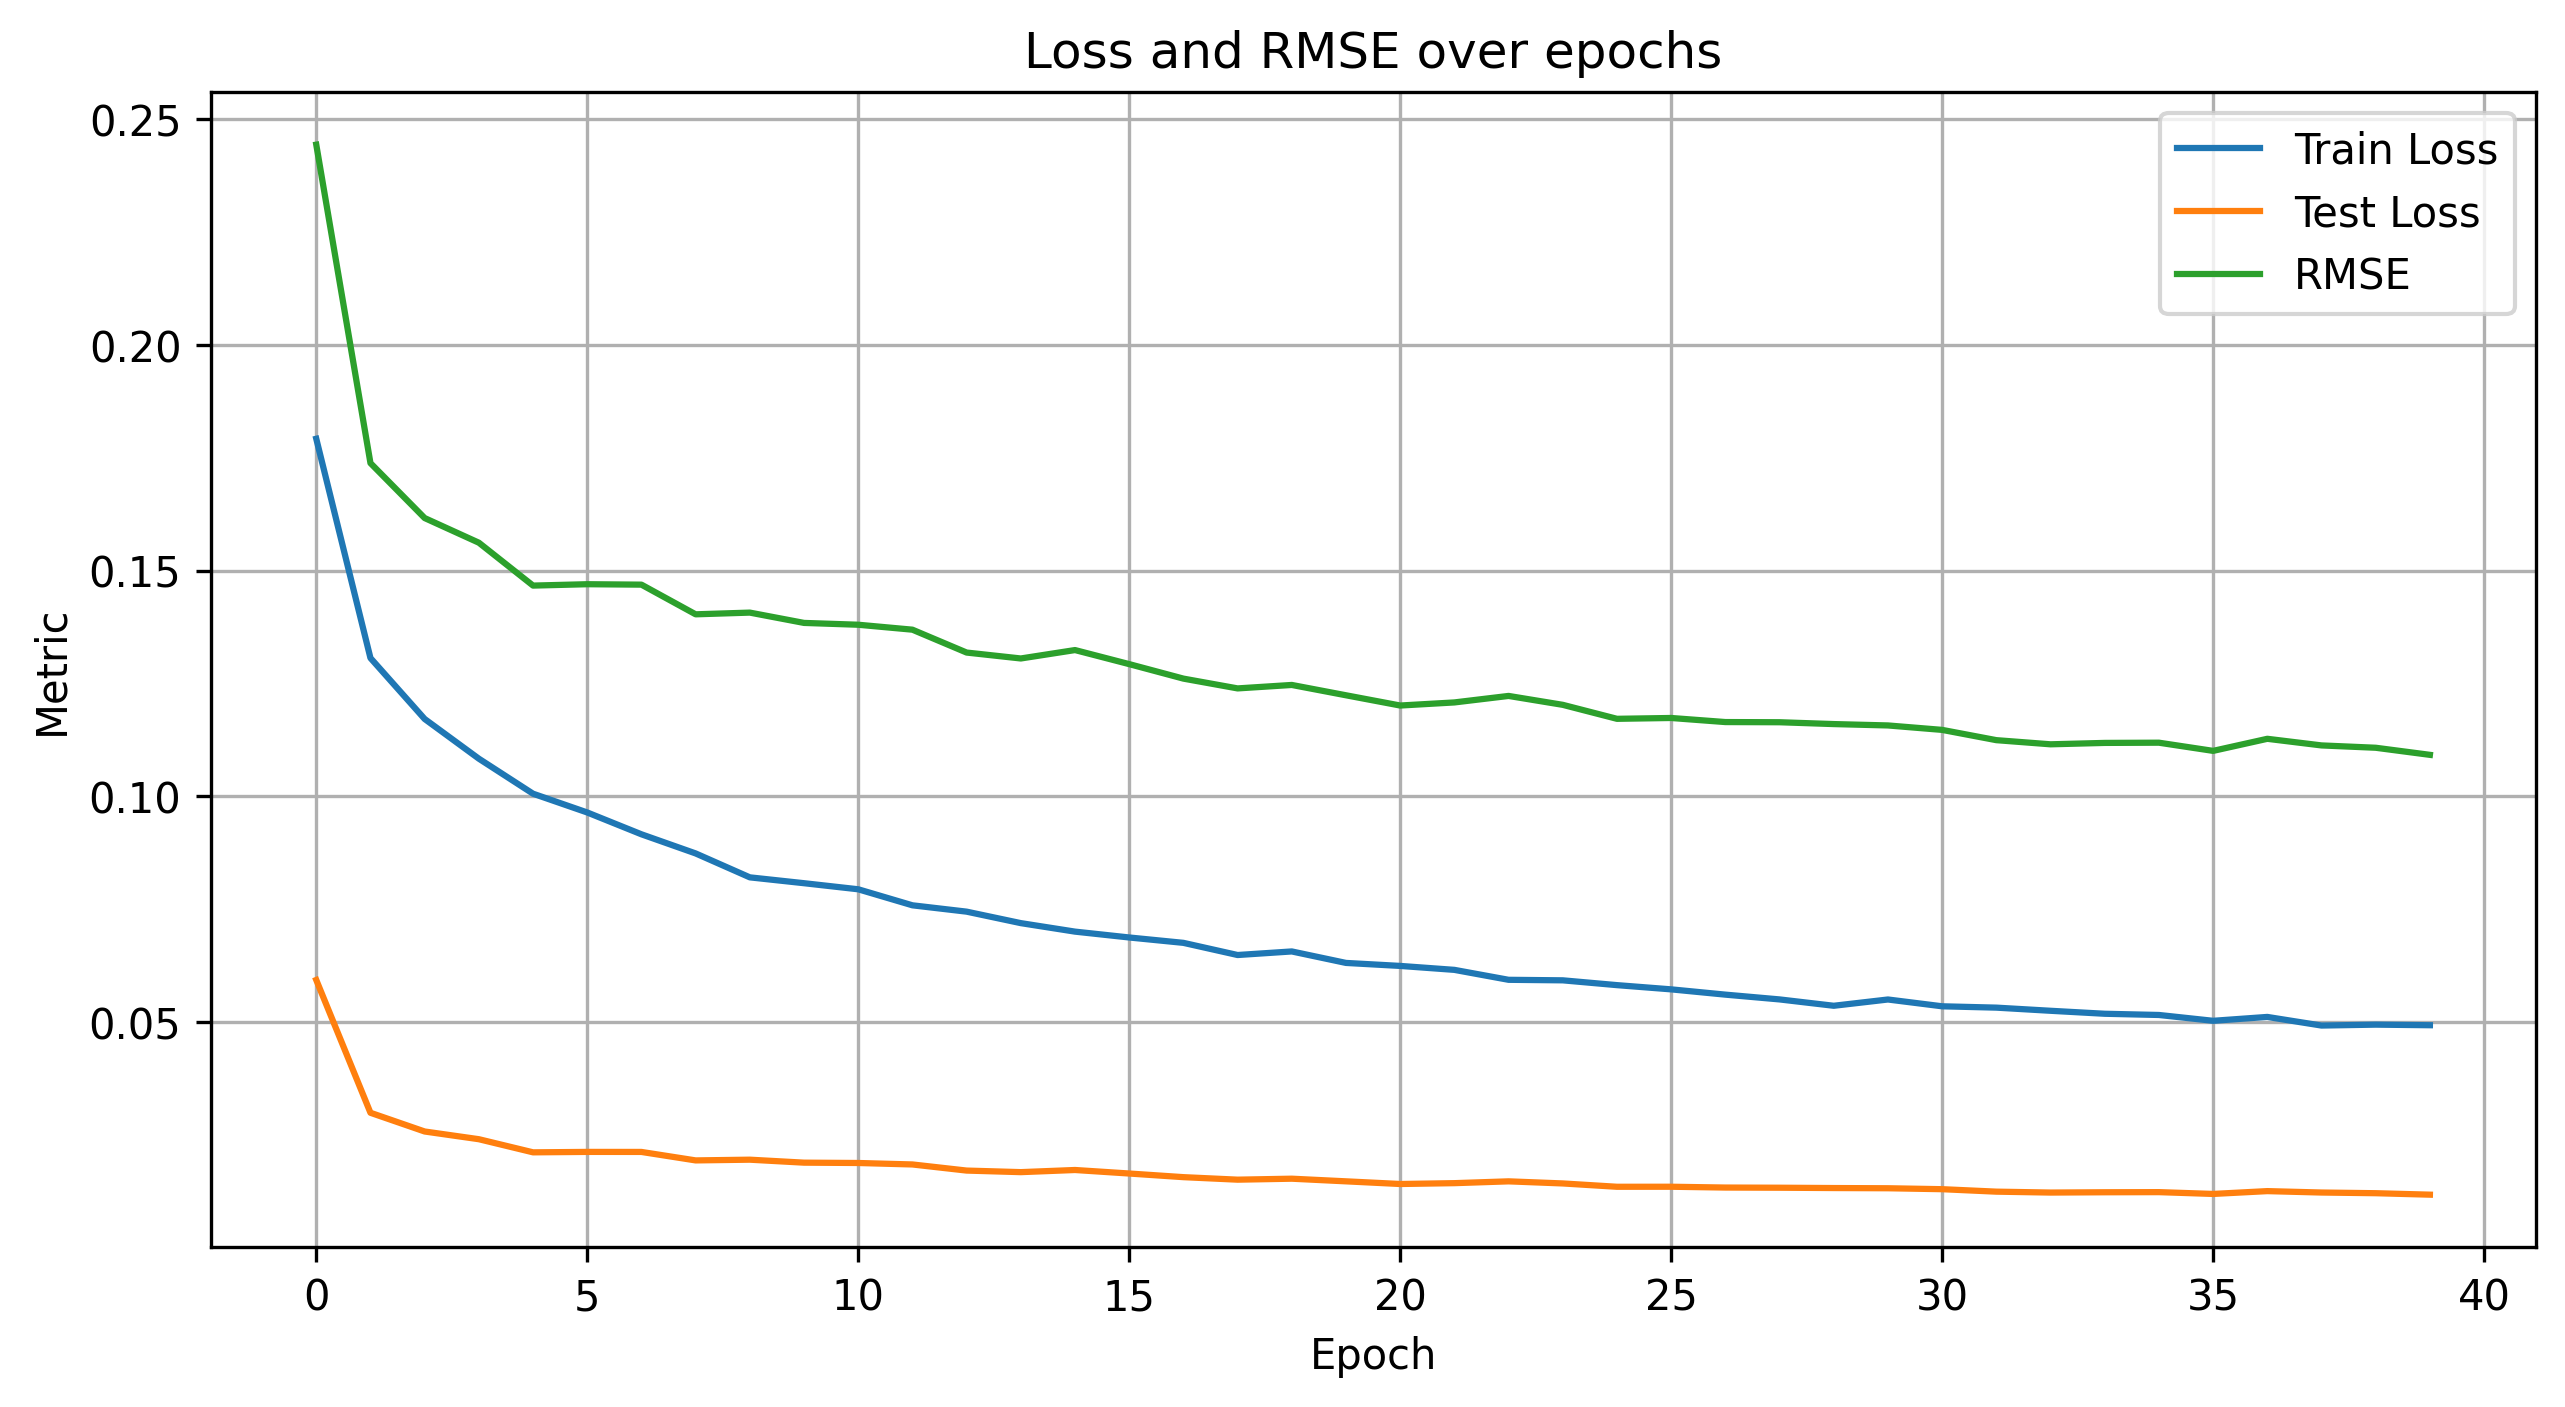 Loss and RMSE over epochs
0.25
0.20
0.15
0.10
0.05
Metric
Train Loss
Test Loss
RMSE
0 5 10 15 20 25 30 35 40
Epoch